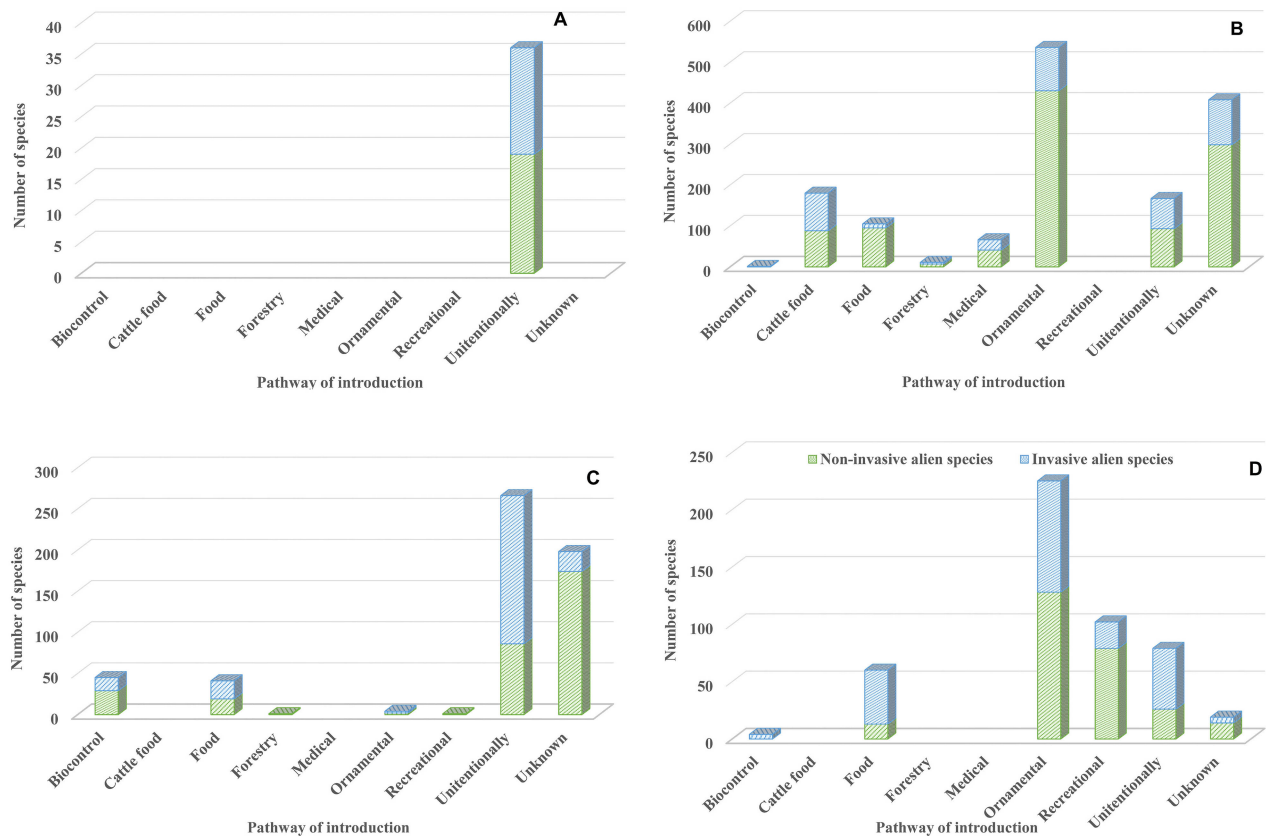 A
Number of species
40
35
30
25
20
15
10
5
0
Biocontrol
Cattle food
Food
Forestry
Medical
Ornamental
Recreational
Unitentionally
Unknown
Pathway of introduction
B
Number of species
600
500
400
300
200
100
0
Biocontrol
Cattle food
Food
Forestry
Medical
Ornamental
Recreational
Unitentionally
Unknown
Pathway of introduction
C
Number of species
300
250
200
150
100
50
0
Biocontrol
Cattle food
Food
Forestry
Medical
Ornamental
Recreational
Unitentionally
Unknown
Pathway of introduction
Non-invasive alien species Invasive alien species
D
Number of species
250
200
150
100
50
0
Biocontrol
Cattle food
Food
Forestry
Medical
Ornamental
Recreational
Unitentionally
Unknown
Pathway of introduction